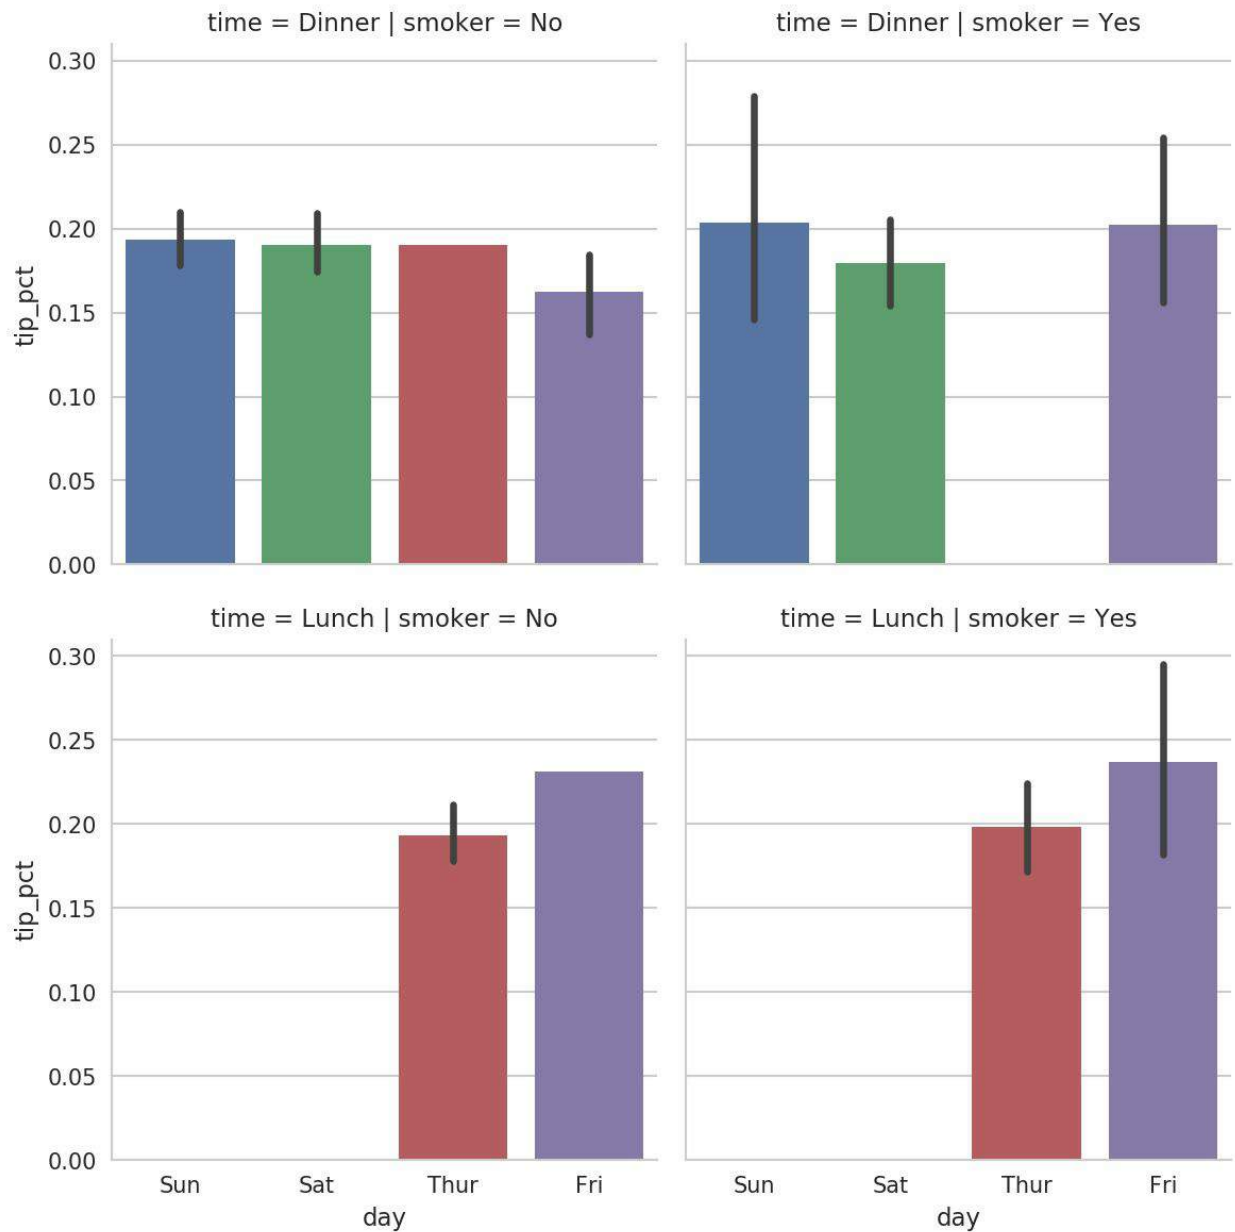 time = Dinner | smoker = No
time = Dinner | smoker = Yes
0.30
0.25
0.20
0.15
0.10
0.05
0.00
tip_pct
time = Lunch | smoker = No
time = Lunch | smoker = Yes
0.30
0.25
0.20
0.15
0.10
0.05
0.00
tip_pct
Sun Sat Thur Fri
Sun Sat Thur Fri
day
day